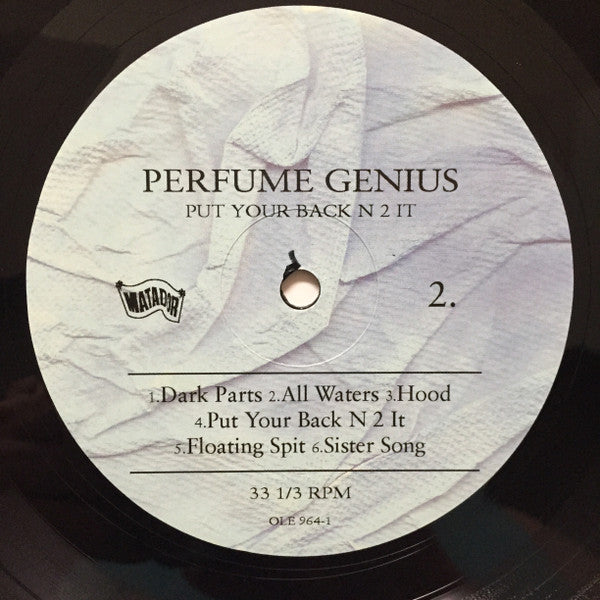 PERFUME GENIUS
PUT YOUR BACK N 2 IT
MATADOR
2.
1.Dark Parts 2.All Waters 3.Hood
4.Put Your Back N 2 It
5.Floating Spit 6.Sister Song
33 1/3 RPM
OLE 964-1